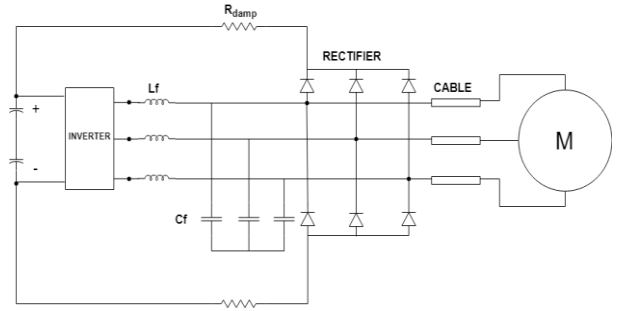 Rdamp
RECTIFIER
Lf
CABLE
+
INVERTER
M
-
Cf